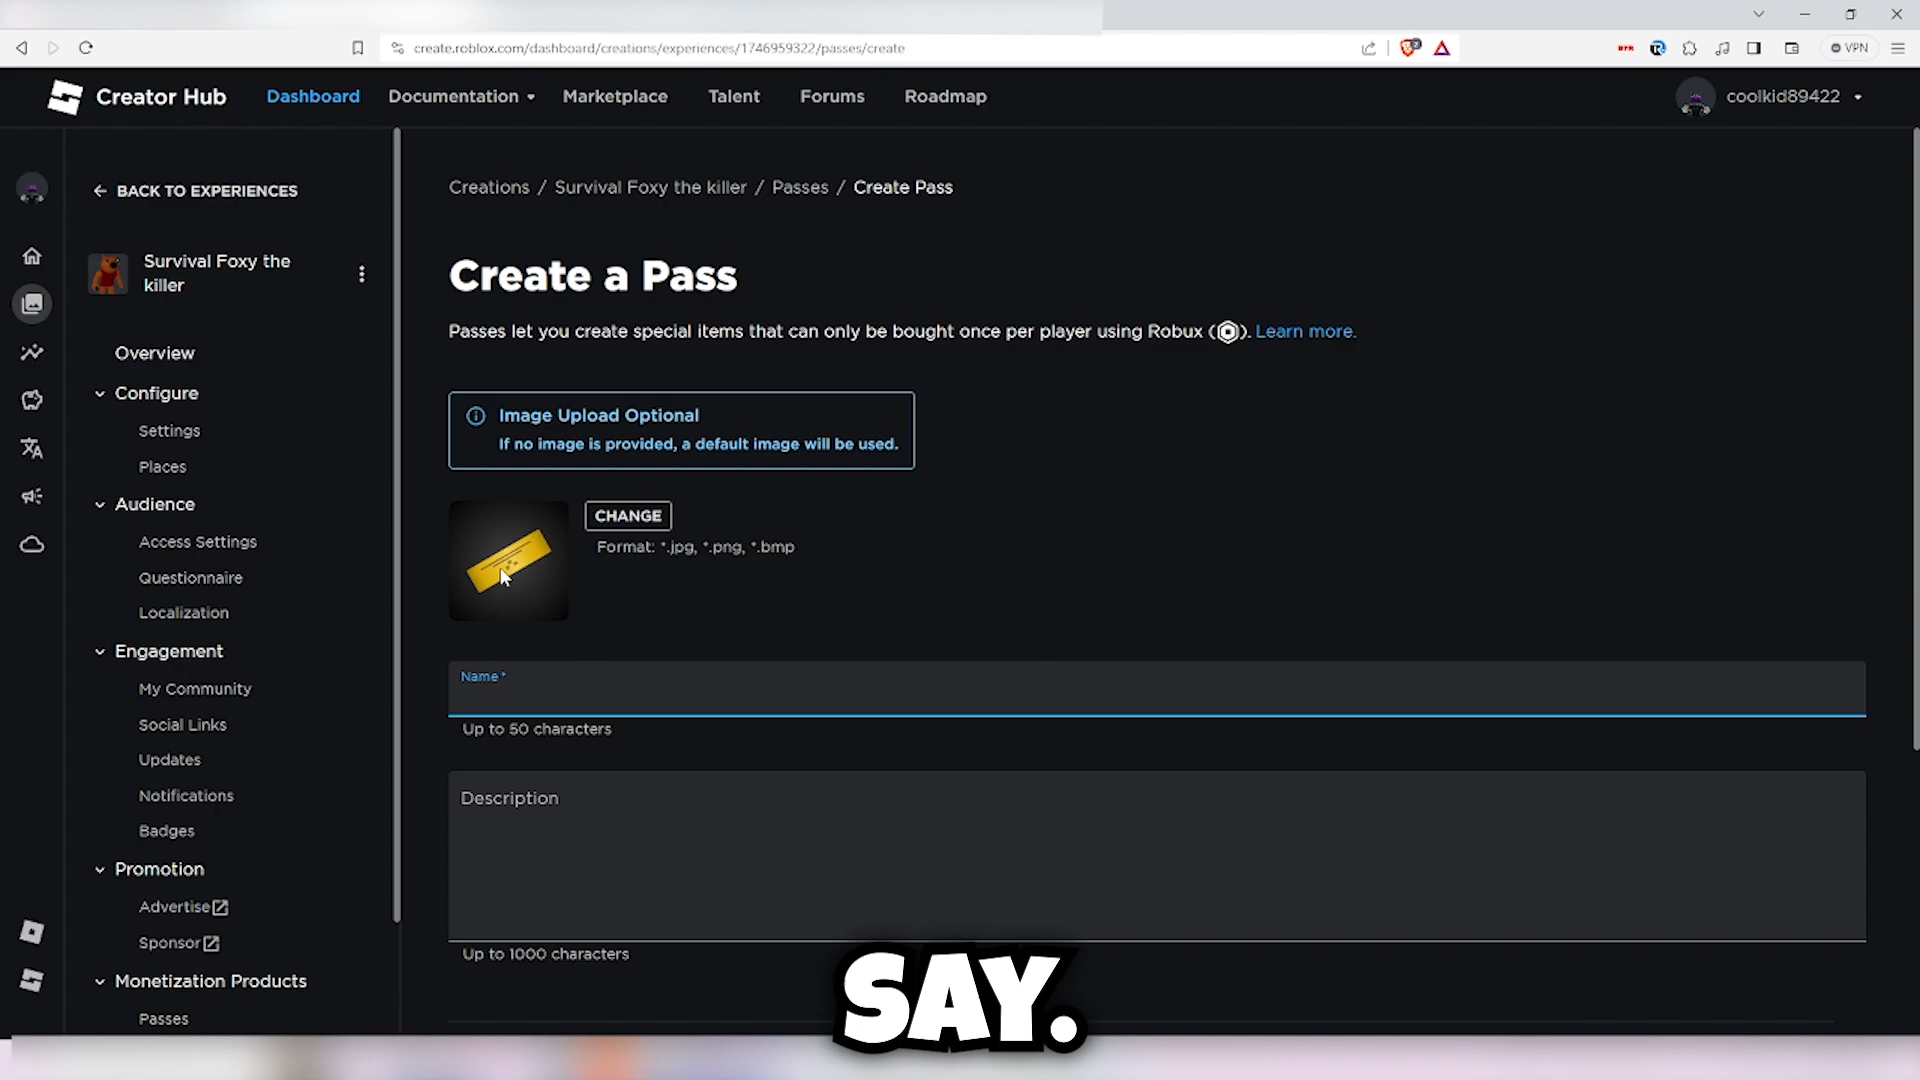 create.roblox.com/dashboard/creations/experiences/1746959322/passes/create
VPN
Creator Hub
Dashboard
Documentation
Marketplace
Talent
Forums
Roadmap
coolkid89422
BACK TO EXPERIENCES
Survival Foxy the
killer
Overview
Configure
Settings
Places
Audience
Access Settings
Questionnaire
Localization
Engagement
My Community
Social Links
Updates
Notifications
Badges
Promotion
Advertise
Sponsor
Monetization Products
Passes
Creations / Survival Foxy the killer / Passes / Create Pass
Create a Pass
Passes let you create special items that can only be bought once per player using Robux ( ). Learn more.
Image Upload Optional
If no image is provided, a default image will be used.
CHANGE
Format: *.jpg, *.png, *.bmp
Name*
Up to 50 characters
Description
Up to 1000 characters
SAY.